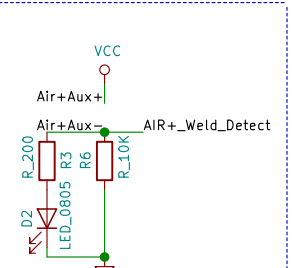 VCC
Air+Aux+
Air+Aux-
AIR+_Weld_Detect
R_200
R3
R6
R_10K
D2
LED_0805